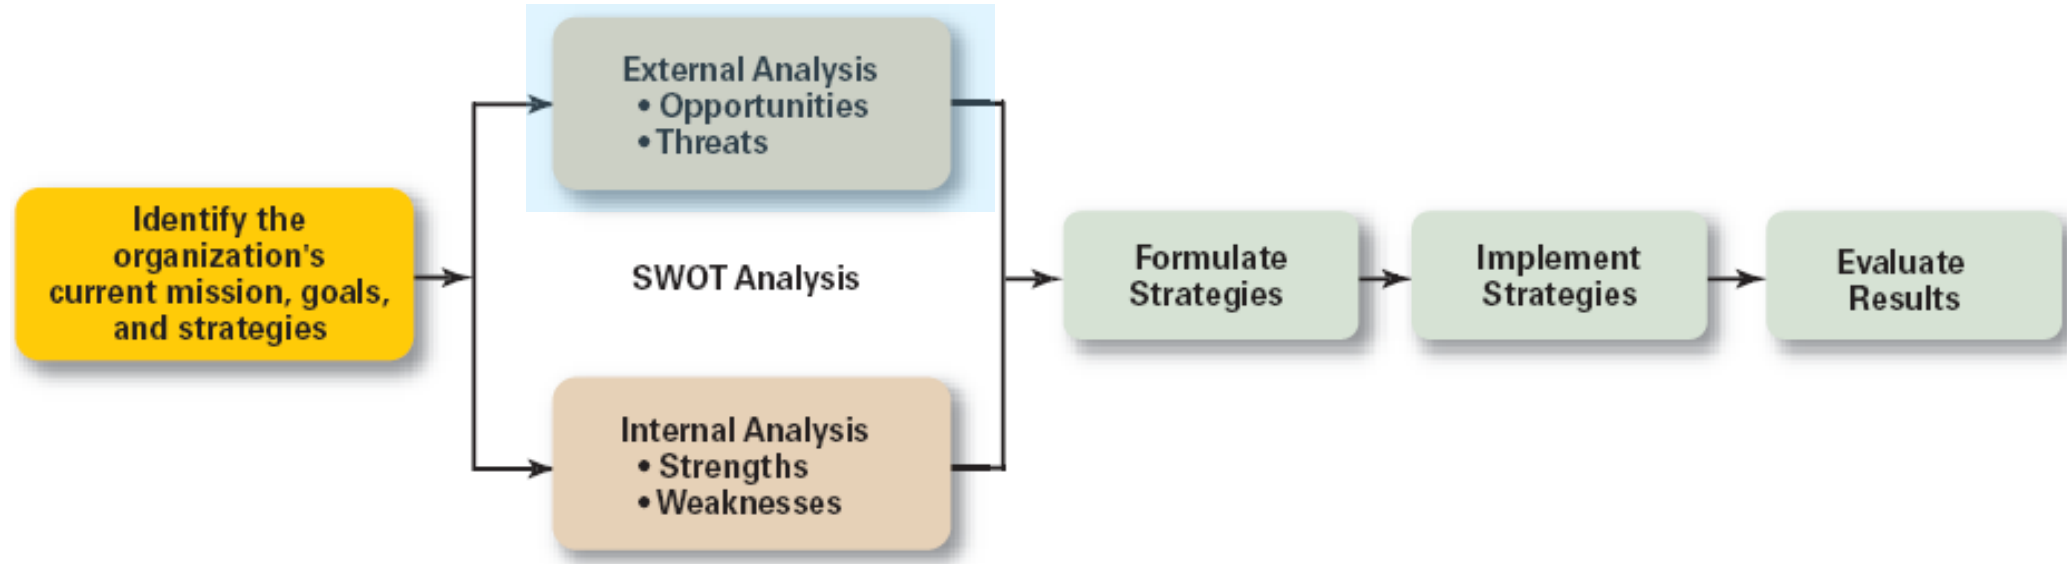 Identify the
organization's
current mission, goals,
and strategies
External Analysis
• Opportunities
• Threats
SWOT Analysis
Internal Analysis
• Strengths
• Weaknesses
Formulate
Strategies
Implement
Strategies
Evaluate
Results